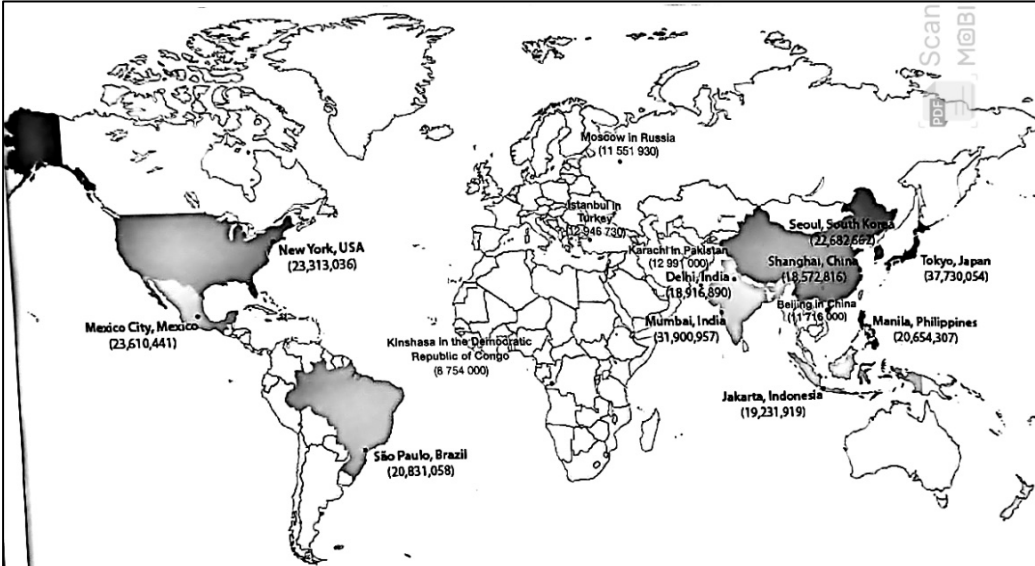 Scan
MOBI
PDF
Moscow in Russia
(11 551 930)
Istanbul in
Turkey
(12 946 730)
Seoul, South Korea
(22,682,662)
New York, USA
(23,313,036)
Karachi in Pakistan
(12 991 000)
Shanghai, China
(18,572,816)
Tokyo, Japan
(37,730,054)
Delhi, India
(18,916,890)
Beijing in China
(11 716 000)
Mexico City, Mexico
(23,610,441)
Mumbai, India
(31,900,957)
Manila, Philippines
(20,654,307)
Kinshasa in the Democratic
Republic of Congo
(8 754 000)
Jakarta, Indonesia
(19,231,919)
São Paulo, Brazil
(20,831,058)